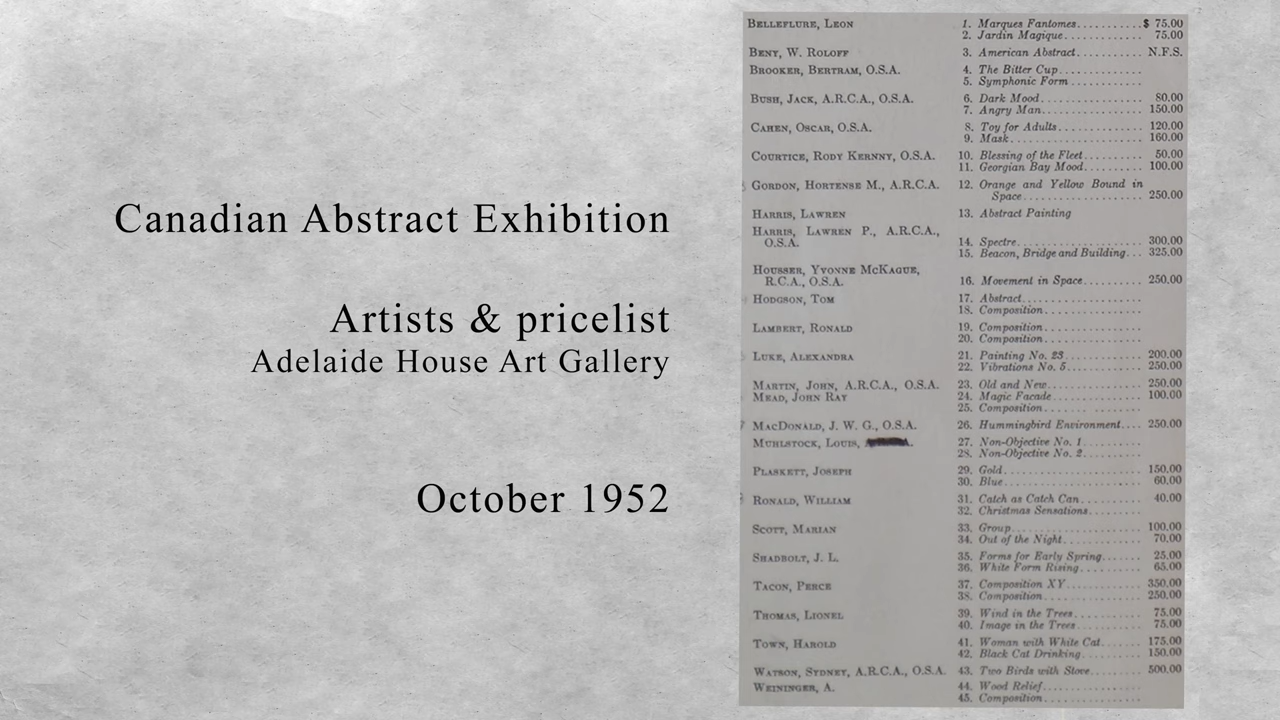 Canadian Abstract Exhibition
Artists & pricelist
Adelaide House Art Gallery
October 1952
BELLEFLURE, LEON 1. Marques Fantomes..........$ 75.00
2. Jardin Magique............ 75.00
BENT, W. ROLOFF 3. American Abstract.......... N.F.S.
BROOKER, BERTRAM, O.S.A. 4. The Bitter Cup............
5. Symphonic Form............
BUSH, JACK, A.R.C.A., O.S.A. 6. Dark Mood............... 80.00
7. Angry Man............... 150.00
CAHEN, OSCAR, O.S.A. 8. Toy for Adults............ 120.00
9. Mask.................... 160.00
COURTICE, RODY KERNNY, O.S.A. 10. Blessing of the Fleet......... 50.00
11. Georgian Bay Mood......... 100.00
GORDON, HORTENSE M., A.R.C.A. 12. Orange and Yellow Bound in
Space................... 250.00
HARRIS, LAWREN 13. Abstract Painting
HARRIS, LAWREN P., A.R.C.A.,
O.S.A. 14. Spectre................... 300.00
15. Beacon, Bridge and Building... 325.00
HOUSSER, YVONNE MCKAGUE,
R.C.A., O.S.A. 16. Movement in Space......... 250.00
HODGSON, TOM 17. Abstract..................
18. Composition...............
LAMBERT, RONALD 19. Composition...............
20. Composition...............
LUKE, ALEXANDRA 21. Painting No. 23............ 200.00
22. Vibrations No. 5........... 250.00
MARTIN, JOHN, A.R.C.A., O.S.A. 23. Old and New.............. 250.00
MEAD, JOHN RAY 24. Magic Facade............. 100.00
25. Composition...............
MACDONALD, J. W. G., O.S.A. 26. Hummingbird Environment.... 250.00
MUHLSTOCK, LOUIS, 27. Non-Objective No. 1.........
28. Non-Objective No. 2.........
PLASKETT, JOSEPH 29. Gold.................... 150.00
30. Blue.................... 60.00
RONALD, WILLIAM 31. Catch as Catch Can......... 40.00
32. Christmas Sensations.........
SCOTT, MARIAN 33. Group................... 100.00
34. Out of the Night............ 70.00
SHADBOLT, J. L. 35. Forms for Early Spring....... 25.00
36. White Form Rising.......... 65.00
TACON, PERCE 37. Composition XY........... 350.00
38. Composition.............. 250.00
THOMAS, LIONEL 39. Wind in the Trees.......... 75.00
40. Image in the Trees.......... 75.00
TOWN, HAROLD 41. Woman with White Cat....... 175.00
42. Black Cat Drinking.......... 150.00
WATSON, SYDNEY, A.R.C.A., O.S.A. 43. Two Birds with Stove........ 500.00
WEININGER, A. 44. Wood Relief...............
45. Composition...............